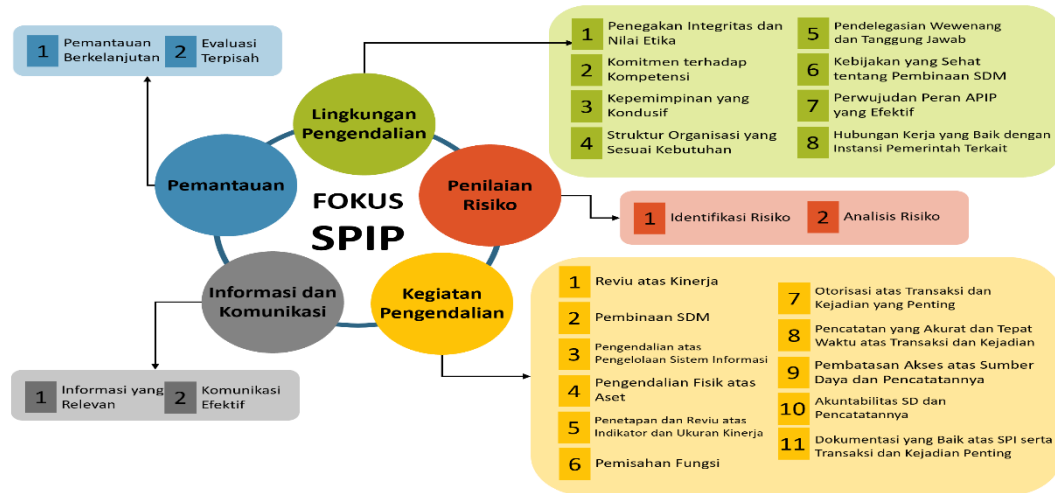 FOKUS
SPIP
Lingkungan
Pengendalian
1 Penegakan Integritas dan
Nilai Etika
2 Komitmen terhadap
Kompetensi
3 Kepemimpinan yang
Kondusif
4 Struktur Organisasi yang
Sesuai Kebutuhan
5 Pendelegasian Wewenang
dan Tanggung Jawab
6 Kebijakan yang Sehat
tentang Pembinaan SDM
7 Perwujudan Peran APIP
yang Efektif
8 Hubungan Kerja yang Baik dengan
Instansi Pemerintah Terkait
Penilaian
Risiko
1 Identifikasi Risiko
2 Analisis Risiko
Kegiatan
Pengendalian
1 Reviu atas Kinerja
2 Pembinaan SDM
3 Pengendalian atas
Pengelolaan Sistem Informasi
4 Pengendalian Fisik atas
Aset
5 Penetapan dan Reviu atas
Indikator dan Ukuran Kinerja
6 Pemisahan Fungsi
7 Otorisasi atas Transaksi dan
Kejadian yang Penting
8 Pencatatan yang Akurat dan Tepat
Waktu atas Transaksi dan Kejadian
9 Pembatasan Akses atas Sumber
Daya dan Pencatatannya
10 Akuntabilitas SD dan
Pencatatannya
11 Dokumentasi yang Baik atas SPI serta
Transaksi dan Kejadian Penting
Informasi dan
Komunikasi
1 Informasi yang
Relevan
2 Komunikasi
Efektif
Pemantauan
1 Pemantauan
Berkelanjutan
2 Evaluasi
Terpisah